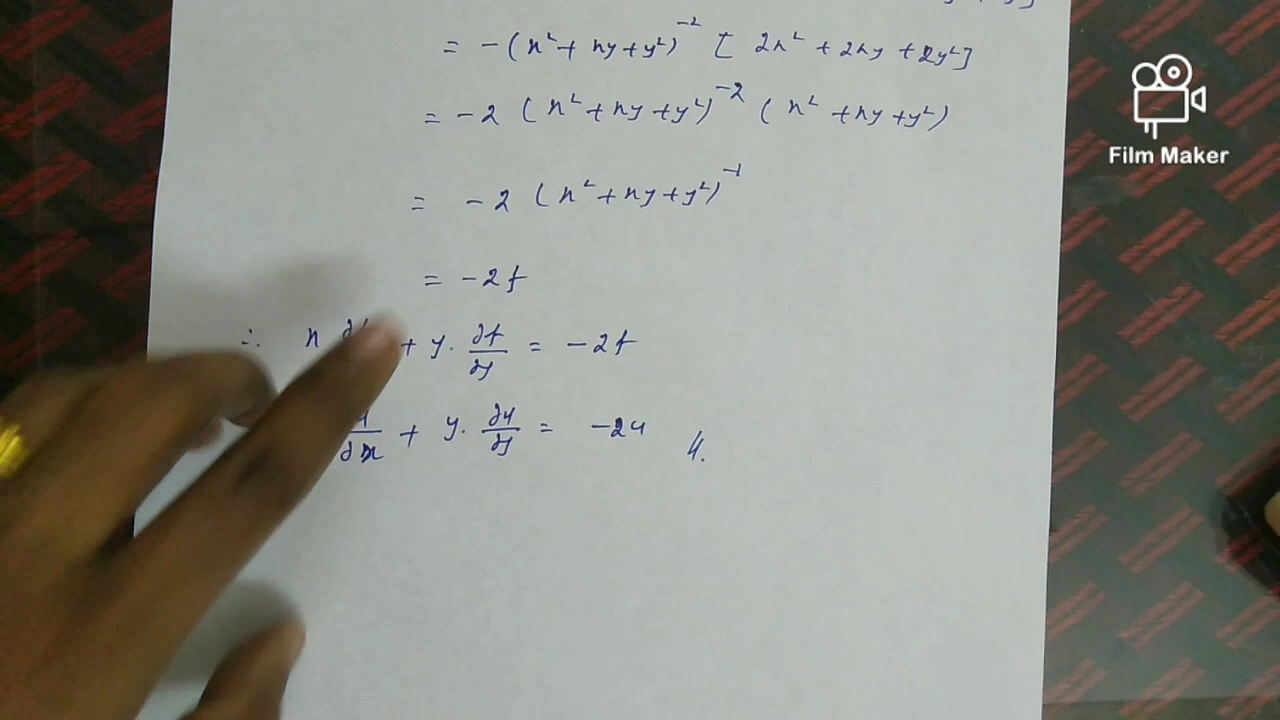 = -(x²+xy+y²)⁻² [2x²+2xy+2y²]
= -2 (x²+xy+y²)⁻² (x²+xy+y²)
= -2 (x²+xy+y²)⁻¹
= -2f
∴ x + y. ∂f/∂y = -2f
∂x + y. ∂u/∂y = -2u //.
Film Maker